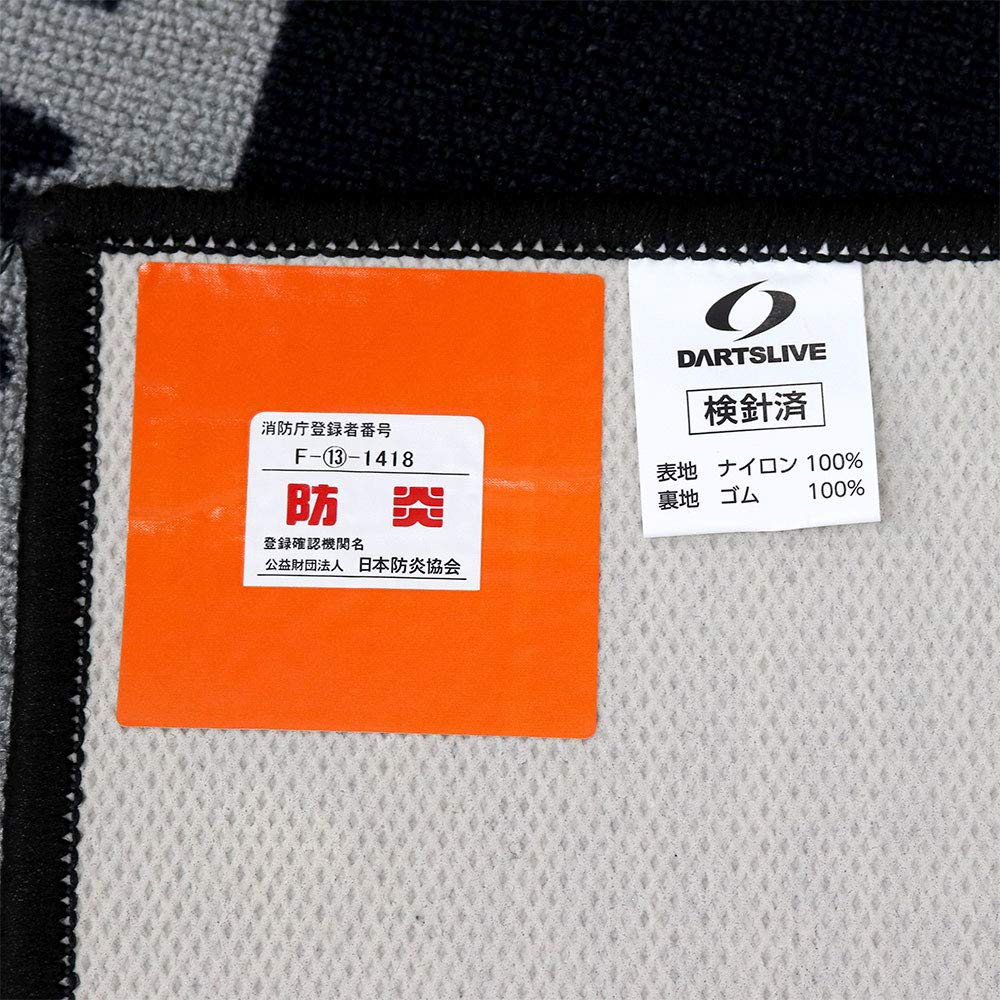 消防庁登録者番号
F-⑬-1418
防 炎
登録確認機関名
公益財団法人 日本防炎協会
DARTSLIVE
検針済
表地 ナイロン 100%
裏地 ゴム 100%